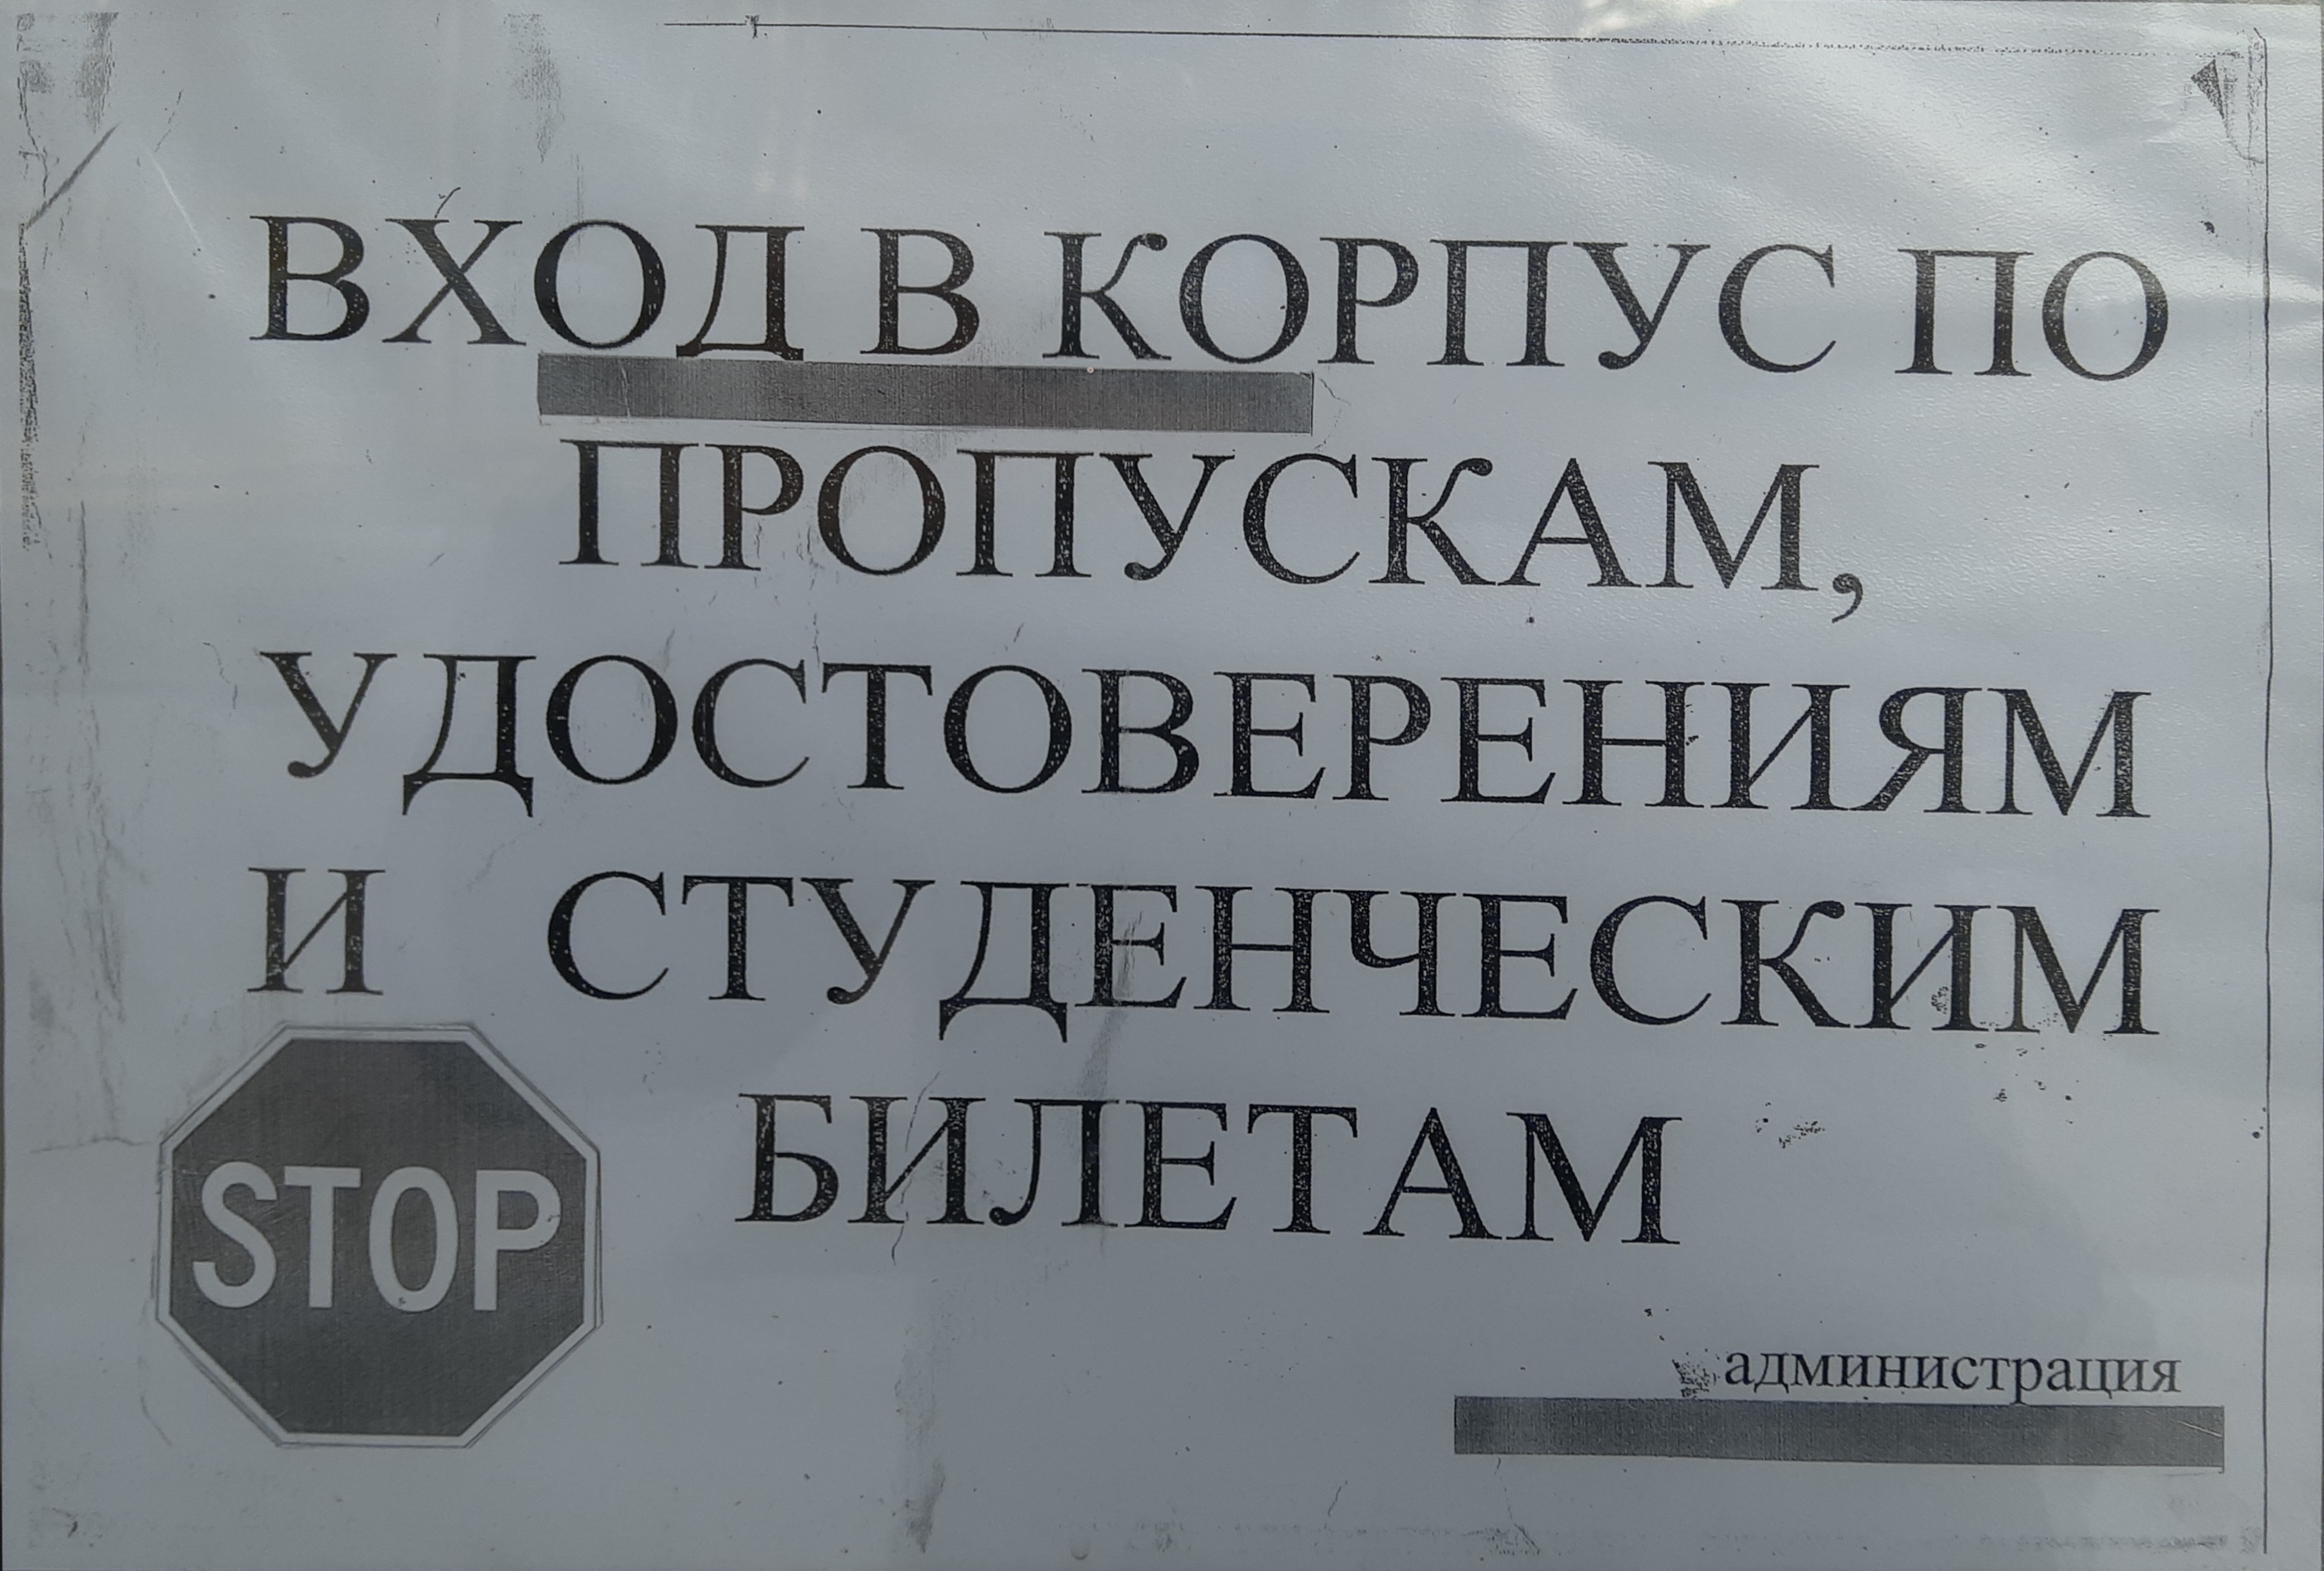 ВХОД В КОРПУС ПО
ПРОПУСКАМ,
УДОСТОВЕРЕНИЯМ
И СТУДЕНЧЕСКИМ
БИЛЕТАМ
STOP
администрация